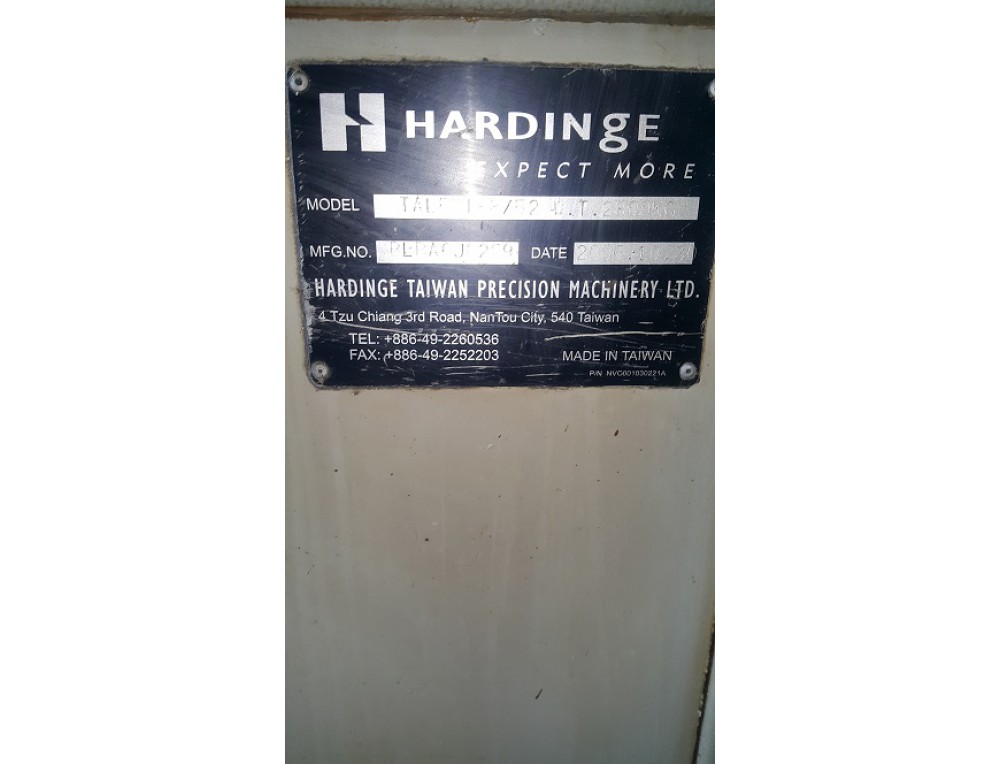 HARDINgE
EXPECT MORE
MODEL
MFG.NO. DATE
HARDINGE TAIWAN PRECISION MACHINERY LTD.
4 Tzu Chiang 3rd Road, NanTou City, 540 Taiwan
TEL: +886-49-2260536
FAX: +886-49-2252203 MADE IN TAIWAN
P/N NVC001030221A